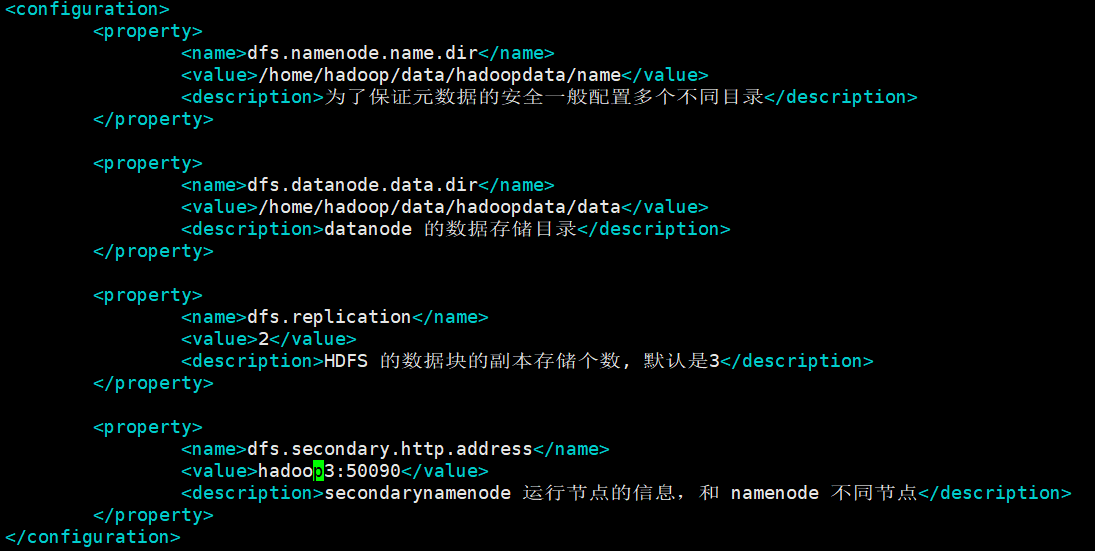 <configuration>
        <property>
                <name>dfs.namenode.name.dir</name>
                <value>/home/hadoop/data/hadoopdata/name</value>
                <description>为了保证元数据的安全一般配置多个不同目录</description>
        </property>

        <property>
                <name>dfs.datanode.data.dir</name>
                <value>/home/hadoop/data/hadoopdata/data</value>
                <description>datanode 的数据存储目录</description>
        </property>

        <property>
                <name>dfs.replication</name>
                <value>2</value>
                <description>HDFS 的数据块的副本存储个数, 默认是3</description>
        </property>

        <property>
                <name>dfs.secondary.http.address</name>
                <value>hadoop3:50090</value>
                <description>secondarynamenode 运行节点的信息，和 namenode 不同节点</description>
        </property>
</configuration>